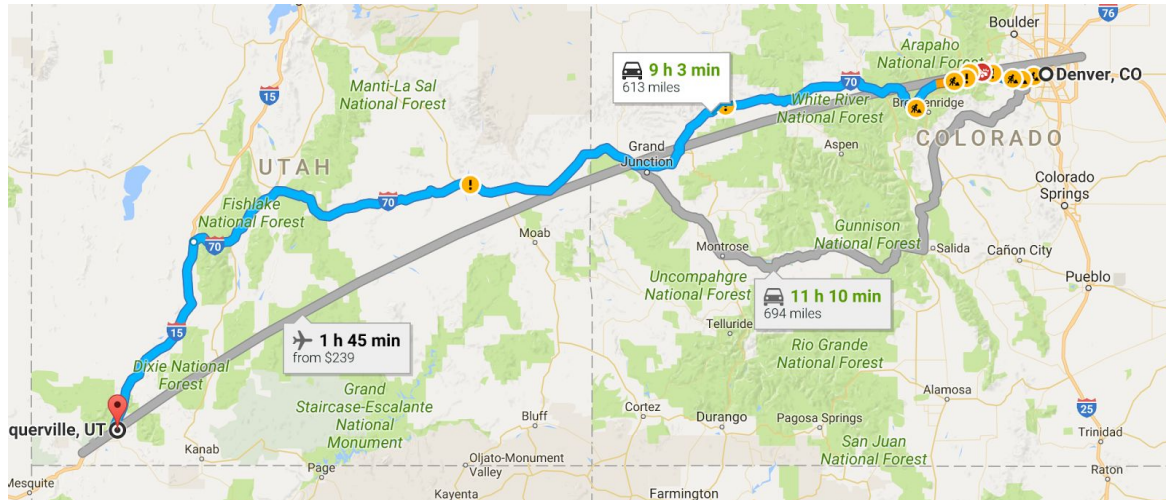 Boulder
76
Arapaho
National Forest
9 h 3 min
613 miles
Denver, CO
15
Manti-La Sal
National Forest
70
White River
National Forest
Breckenridge
COLORADO
UTAH
Grand
Junction
Aspen
Colorado
Springs
70
Fishlake
National Forest
70
Moab
Gunnison
National Forest
Montrose
Salida
Cañon City
Pueblo
Uncompahgre
National Forest
11 h 10 min
694 miles
15
1 h 45 min
from $239
Telluride
Rio Grande
National Forest
Dixie National
Forest
Grand
Staircase-Escalante
National
Monument
Alamosa
querville, UT
Bluff
Cortez
Durango
Pagosa Springs
25
Trinidad
Kanab
Page
Oljato-Monument
Valley
San Juan
National Forest
Raton
Mesquite
Kayenta
Farmington